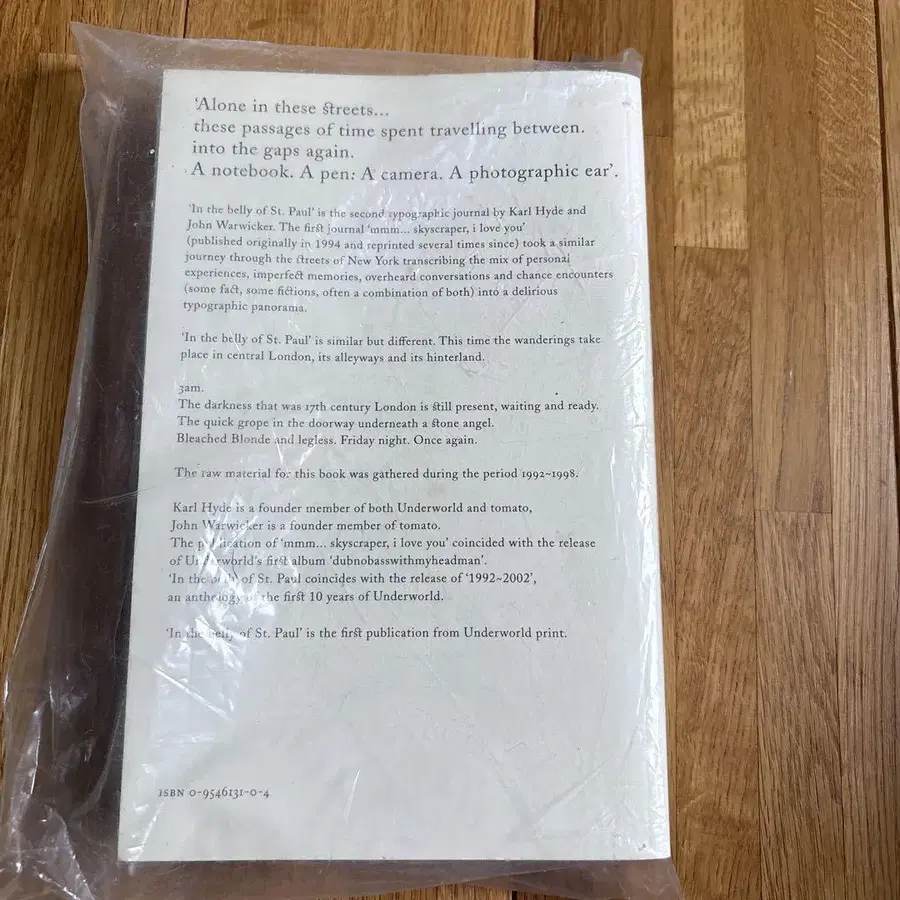 'Alone in these streets...
these passages of time spent travelling between.
into the gaps again.
A notebook. A pen: A camera. A photographic ear'.
'In the belly of St. Paul' is the second typographic journal by Karl Hyde and
John Warwicker. The first journal 'mmm... skyscraper, i love you'
(published originally in 1994 and reprinted several times since) took a similar
journey through the streets of New York transcribing the mix of personal
experiences, imperfect memories, overheard conversations and chance encounters
(some fact, some fictions, often a combination of both) into a delirious
typographic panorama.
'In the belly of St. Paul' is similar but different. This time the wanderings take
place in central London, its alleyways and its hinterland.
3am.
The darkness that was 17th century London is still present, waiting and ready.
The quick grope in the doorway underneath a stone angel.
Bleached Blonde and legless. Friday night. Once again.
The raw material for this book was gathered during the period 1992~1998.
Karl Hyde is a founder member of both Underworld and tomato,
John Warwicker is a founder member of tomato.
The publication of 'mmm... skyscraper, i love you' coincided with the release
of Underworld's first album 'dubnobasswithmyheadman'.
'In the belly of St. Paul coincides with the release of '1992~2002',
an anthology of the first 10 years of Underworld.
'In the belly of St. Paul' is the first publication from Underworld print.
ISBN 0-9546131-0-4